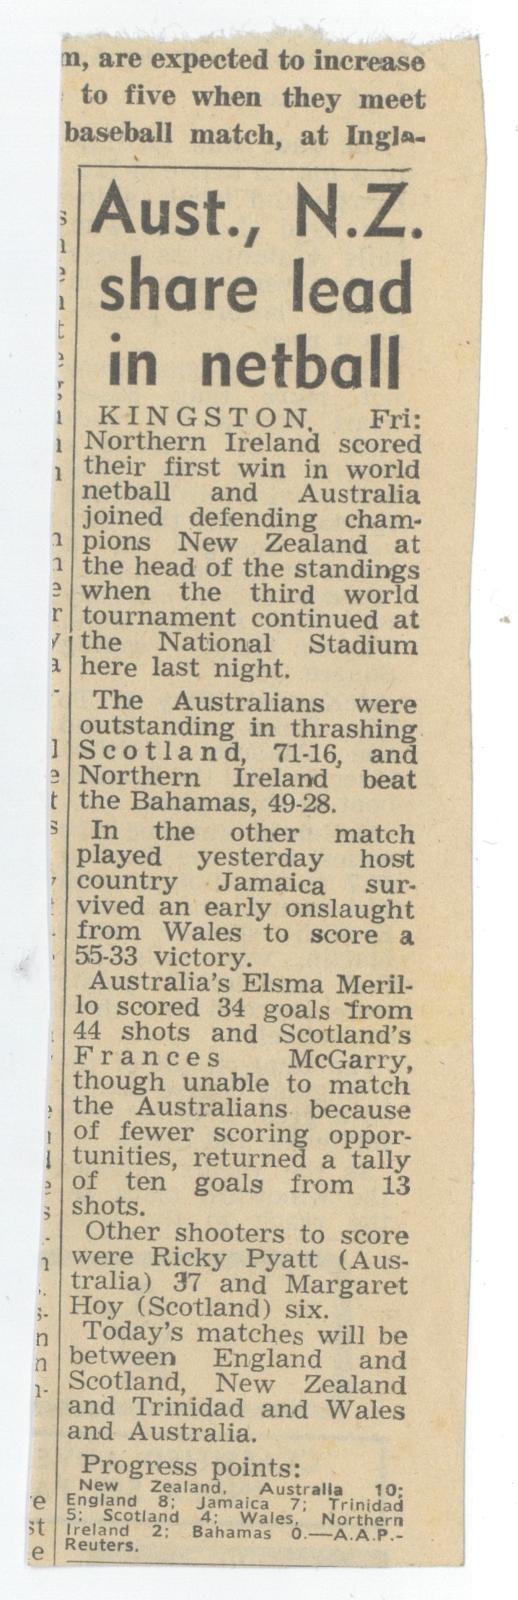 m, are expected to increase
to five when they meet
baseball match, at Ingla-
Aust., N.Z.
share lead
in netball
KINGSTON, Fri:
Northern Ireland scored
their first win in world
netball and Australia
joined defending cham-
pions New Zealand at
the head of the standings
when the third world
tournament continued at
the National Stadium
here last night.
The Australians were
outstanding in thrashing
Scotland, 71-16, and
Northern Ireland beat
the Bahamas, 49-28.
In the other match
played yesterday host
country Jamaica sur-
vived an early onslaught
from Wales to score a
55-33 victory.
Australia's Elsma Meril-
lo scored 34 goals from
44 shots and Scotland's
Frances McGarry,
though unable to match
the Australians because
of fewer scoring oppor-
tunities, returned a tally
of ten goals from 13
shots.
Other shooters to score
were Ricky Pyatt (Aus-
tralia) 37 and Margaret
Hoy (Scotland) six.
Today's matches will be
between England and
Scotland, New Zealand
and Trinidad and Wales
and Australia.
Progress points:
New Zealand, Australia 10;
England 8; Jamaica 7; Trinidad
5; Scotland 4; Wales, Northern
Ireland 2; Bahamas 0.—A.A.P.-
Reuters.